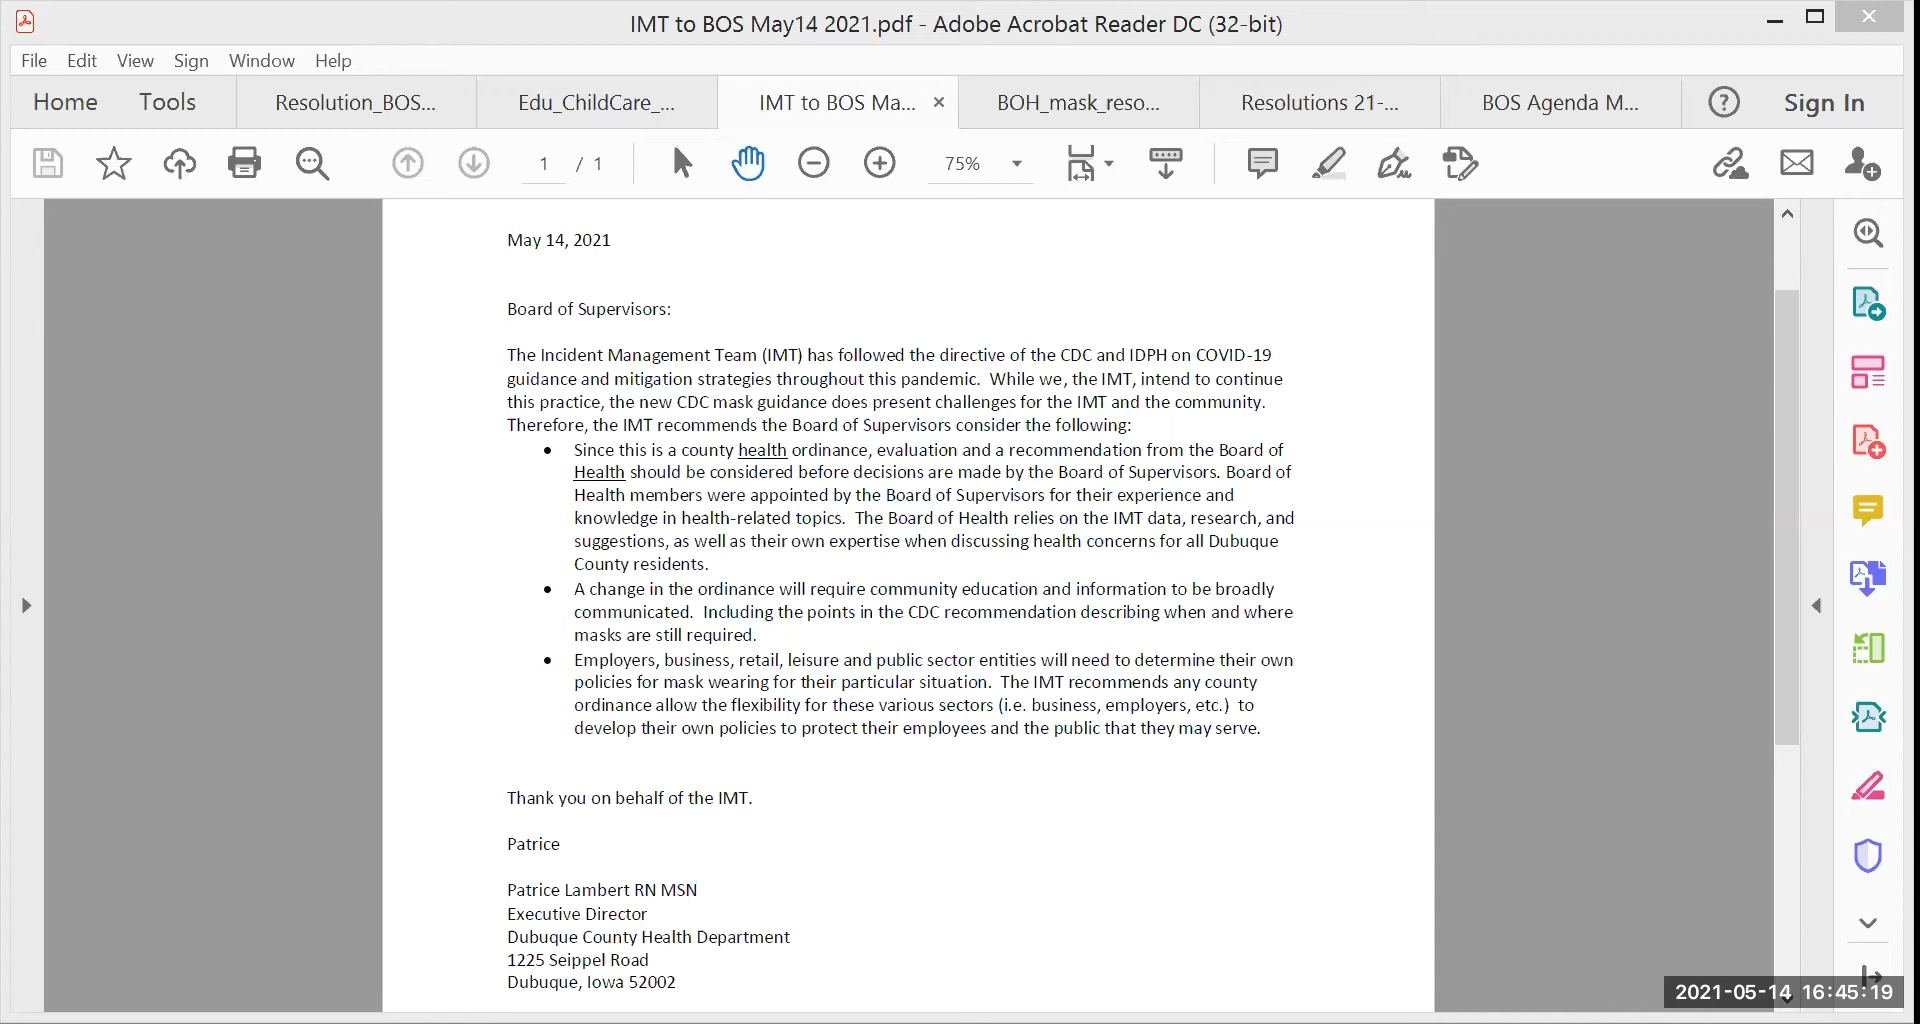 IMT to BOS May14 2021.pdf - Adobe Acrobat Reader DC (32-bit)
File Edit View Sign Window Help
Home Tools Resolution_BOS... Edu_ChildCare_... IMT to BOS Ma... × BOH_mask_reso... Resolutions 21-... BOS Agenda M... ? Sign In
1 / 1 75%
May 14, 2021
Board of Supervisors:
The Incident Management Team (IMT) has followed the directive of the CDC and IDPH on COVID-19
guidance and mitigation strategies throughout this pandemic. While we, the IMT, intend to continue
this practice, the new CDC mask guidance does present challenges for the IMT and the community.
Therefore, the IMT recommends the Board of Supervisors consider the following:
• Since this is a county health ordinance, evaluation and a recommendation from the Board of
Health should be considered before decisions are made by the Board of Supervisors. Board of
Health members were appointed by the Board of Supervisors for their experience and
knowledge in health-related topics. The Board of Health relies on the IMT data, research, and
suggestions, as well as their own expertise when discussing health concerns for all Dubuque
County residents.
• A change in the ordinance will require community education and information to be broadly
communicated. Including the points in the CDC recommendation describing when and where
masks are still required.
• Employers, business, retail, leisure and public sector entities will need to determine their own
policies for mask wearing for their particular situation. The IMT recommends any county
ordinance allow the flexibility for these various sectors (i.e. business, employers, etc.) to
develop their own policies to protect their employees and the public that they may serve.
Thank you on behalf of the IMT.
Patrice
Patrice Lambert RN MSN
Executive Director
Dubuque County Health Department
1225 Seippel Road
Dubuque, Iowa 52002
2021-05-14 16:45:19